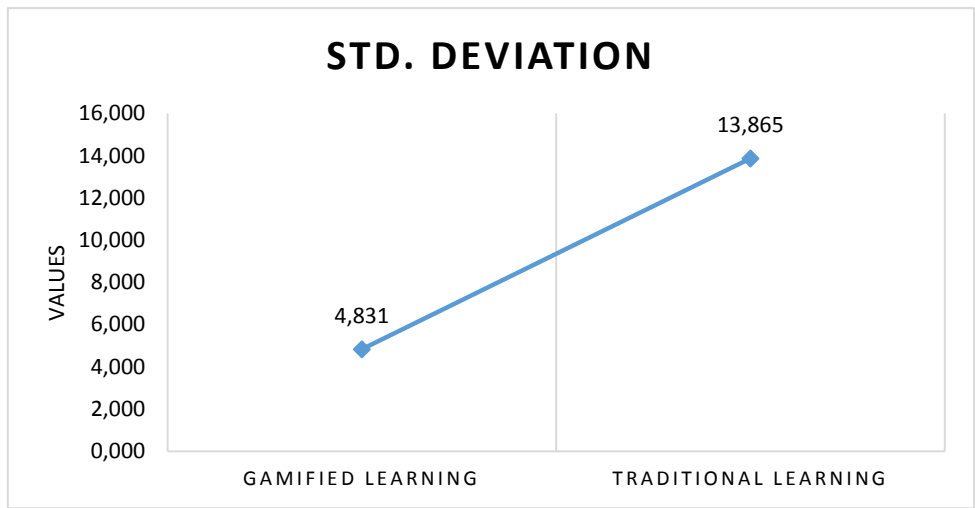 STD. DEVIATION
16,000
14,000
12,000
10,000
8,000
6,000
4,000
2,000
0,000
VALUES
4,831
13,865
GAMIFIED LEARNING
TRADITIONAL LEARNING